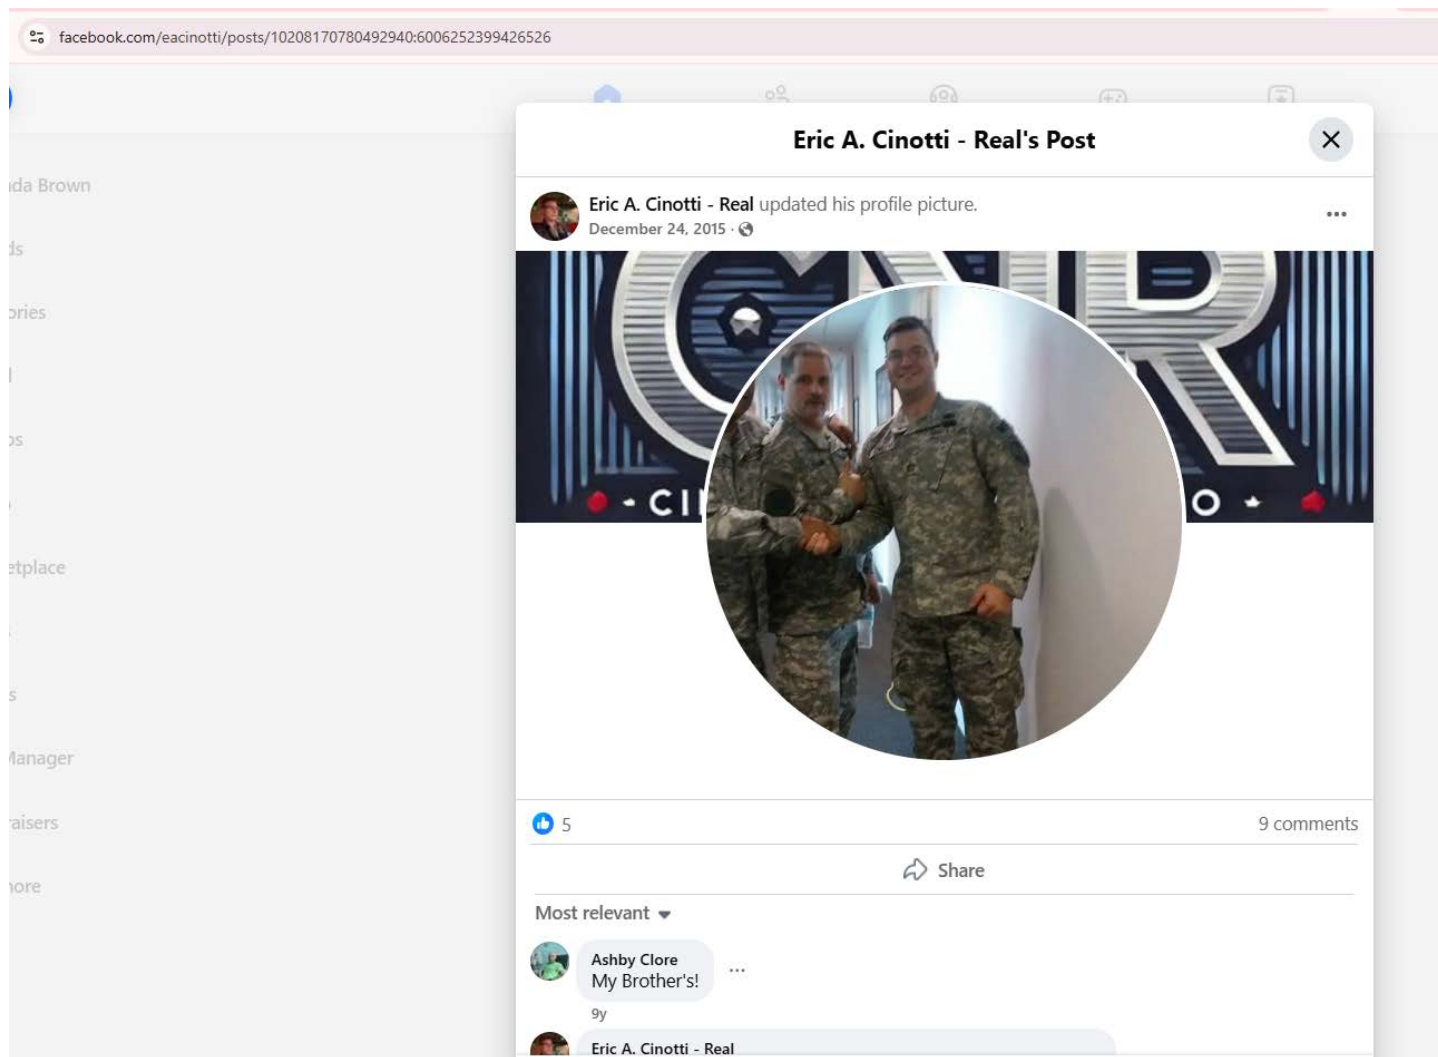 facebook.com/eacinotti/posts/10208170780492940:6006252399426526
Eric A. Cinotti - Real's Post
Eric A. Cinotti - Real updated his profile picture.
December 24, 2015 ·
da Brown
ds
ories
os
etplace
s
Manager
raisers
nore
- CI
O -
5
9 comments
Share
Most relevant
Ashby Clore
My Brother's!
9y
Eric A. Cinotti - Real